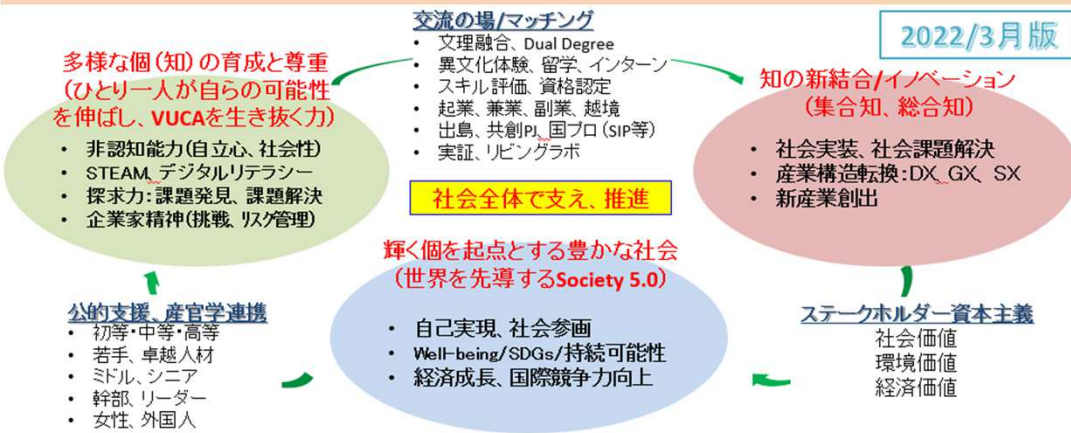 交流の場/マッチング
• 文理融合、Dual Degree
• 異文化体験、留学、インターン
• スキル評価、資格認定
• 起業、兼業、副業、越境
• 出島、共創PJ、国プロ（SIP等）
• 実証、リビングラボ
2022/3月版
多様な個（知）の育成と尊重
（ひとり一人が自らの可能性
を伸ばし、VUCAを生き抜く力）
• 非認知能力（自立心、社会性）
• STEAM、デジタルリテラシー
• 探求力：課題発見、課題解決
• 企業家精神（挑戦、リスク管理）
知の新結合/イノベーション
（集合知、総合知）
• 社会実装、社会課題解決
• 産業構造転換：DX、GX、SX
• 新産業創出
社会全体で支え、推進
輝く個を起点とする豊かな社会
（世界を先導するSociety 5.0）
• 自己実現、社会参画
• Well-being/SDGs/持続可能性
• 経済成長、国際競争力向上
公的支援、産官学連携
• 初等・中等・高等
• 若手、卓越人材
• ミドル、シニア
• 幹部、リーダー
• 女性、外国人
ステークホルダー資本主義
社会価値
環境価値
経済価値